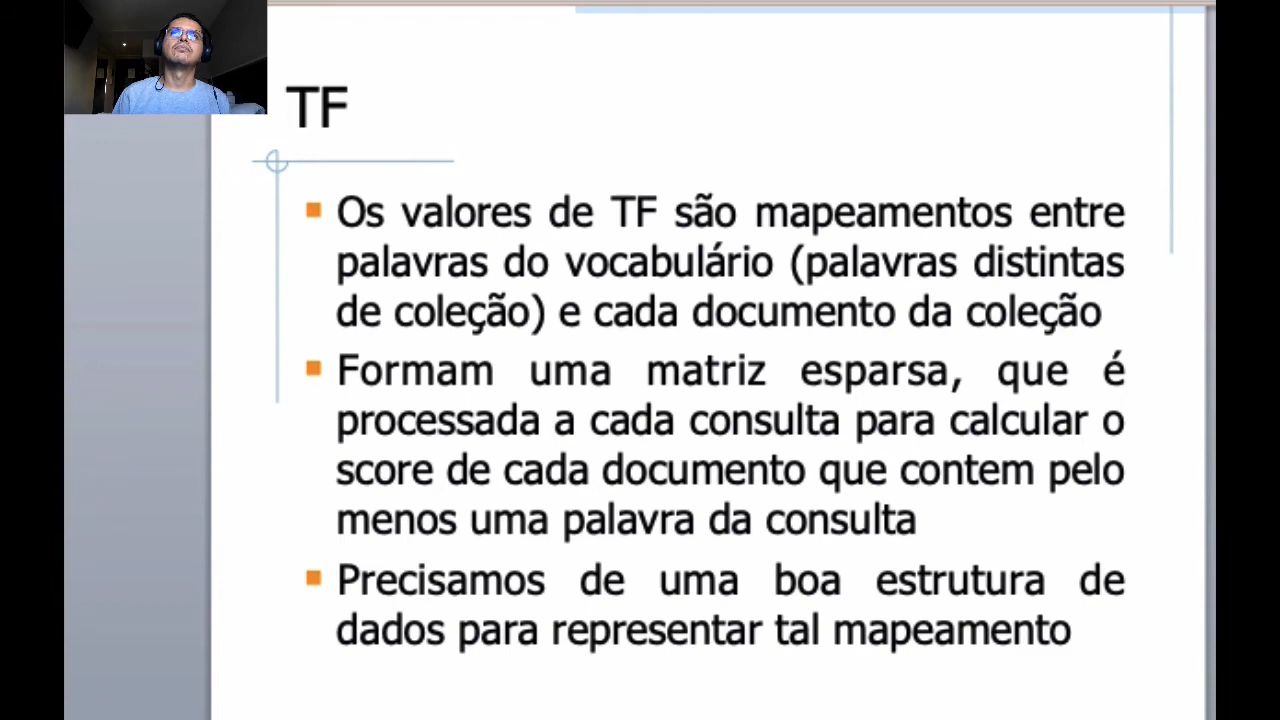 TF
Os valores de TF são mapeamentos entre
palavras do vocabulário (palavras distintas
de coleção) e cada documento da coleção
Formam uma matriz esparsa, que é
processada a cada consulta para calcular o
score de cada documento que contem pelo
menos uma palavra da consulta
Precisamos de uma boa estrutura de
dados para representar tal mapeamento